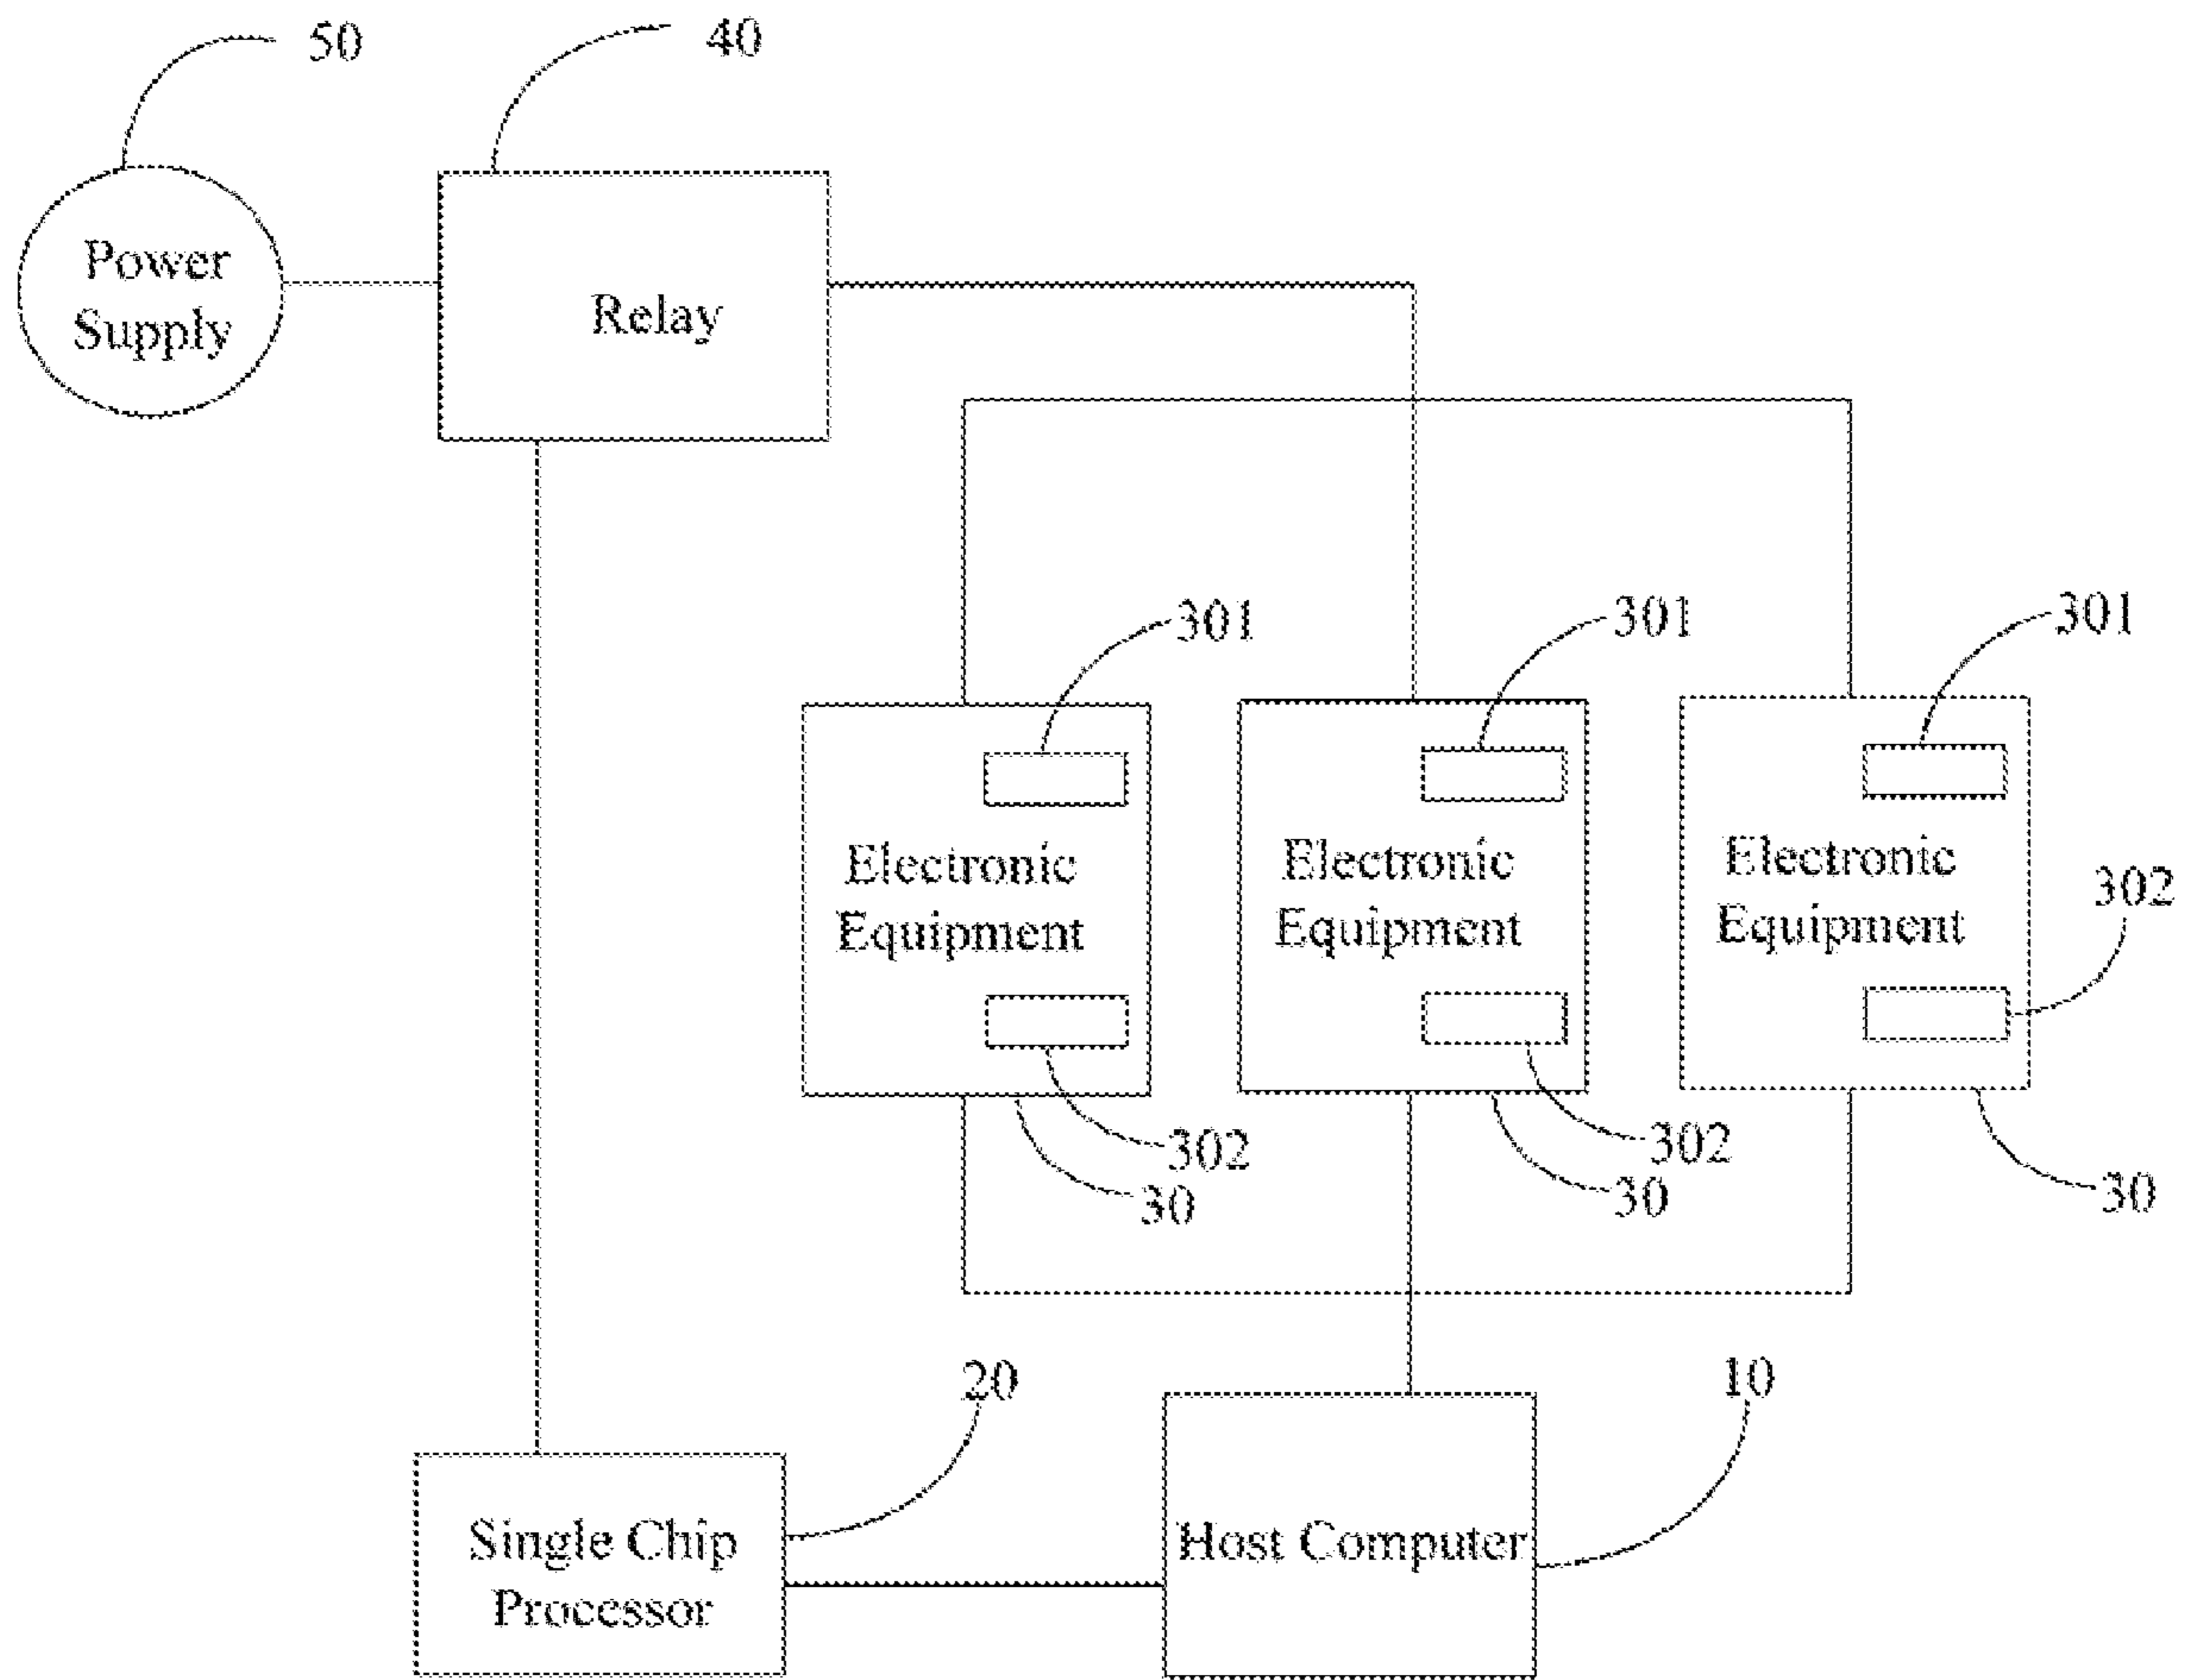 50
40
Power
Supply
Relay
301
301
301
Electronic
Equipment
Electronic
Equipment
Electronic
Equipment
302
302
302
30
30
30
20
10
Single Chip
Processor
Host Computer